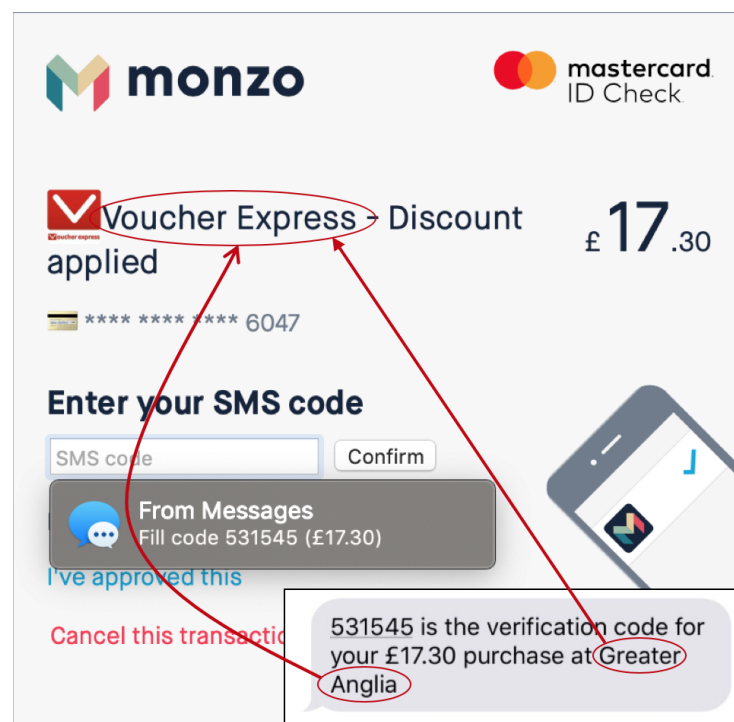 monzo
mastercard.
ID Check.
Voucher Express - Discount
applied
£17.30
Voucher express
**** **** **** 6047
Enter your SMS code
SMS code
Confirm
From Messages
Fill code 531545 (£17.30)
I've approved this
Cancel this transactio
531545 is the verification code for
your £17.30 purchase at Greater
Anglia